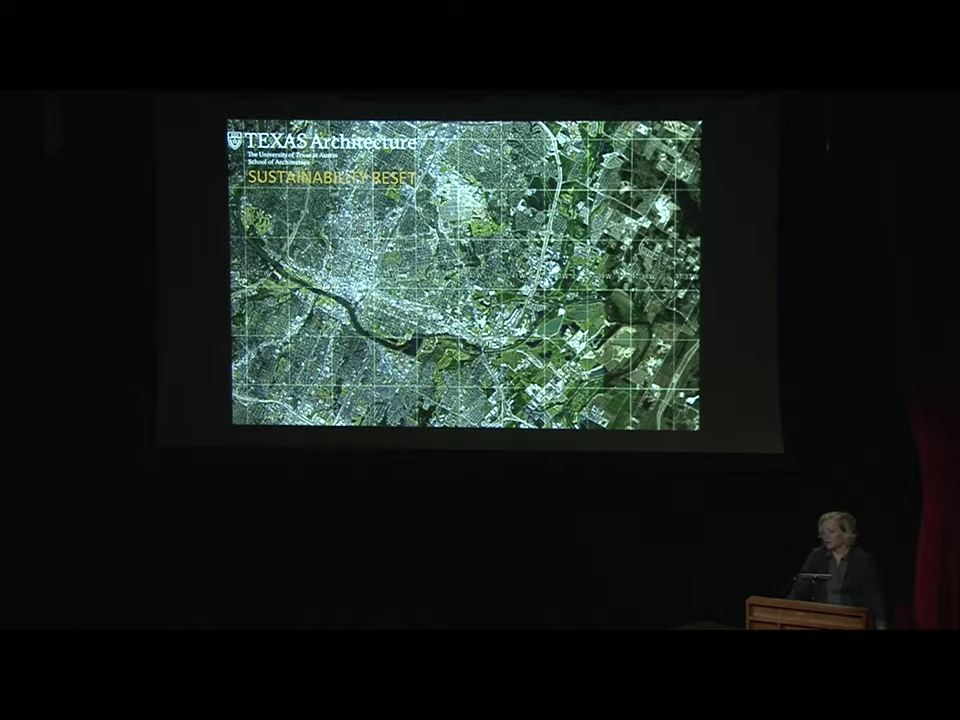 TEXAS Architecture
The University of Texas at Austin
School of Architecture
SUSTAINABILITY RESET